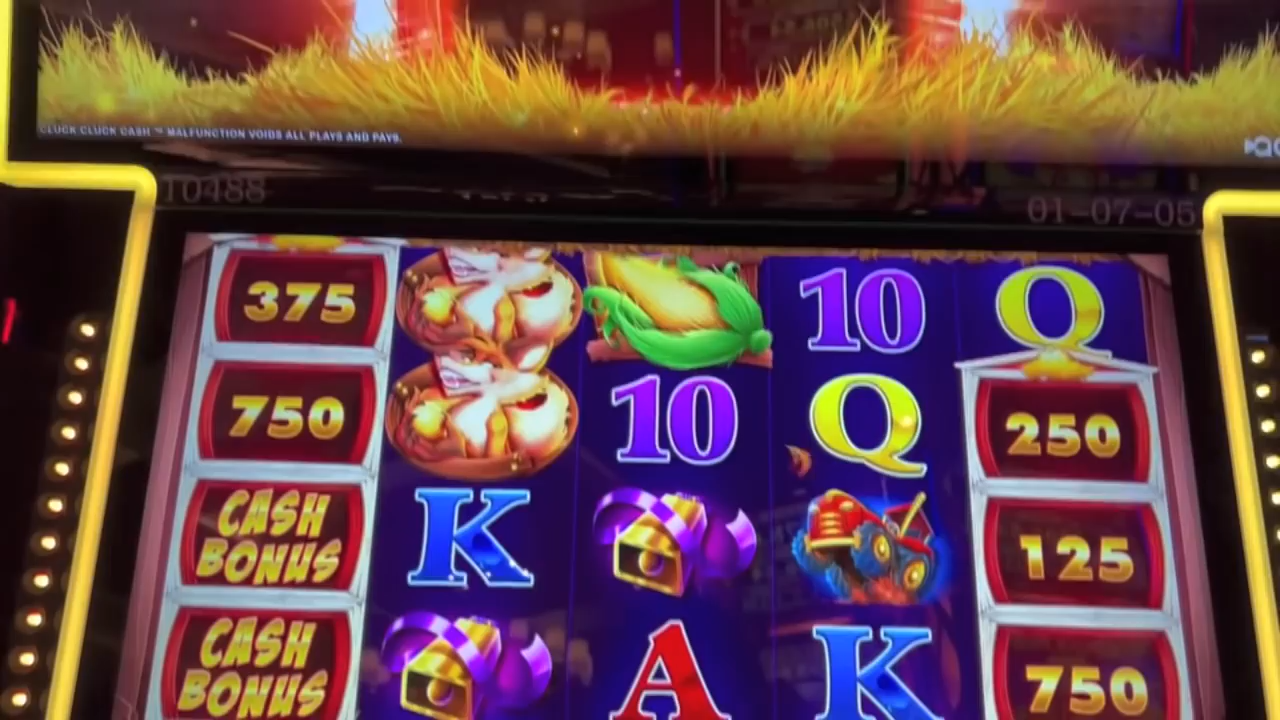 CLUCK CLUCK CASH ™ MALFUNCTION VOIDS ALL PLAYS AND PAYS.
10488
01-07-05
375
10
Q
750
10
Q
250
CASH
BONUS
K
125
CASH
BONUS
A
K
750